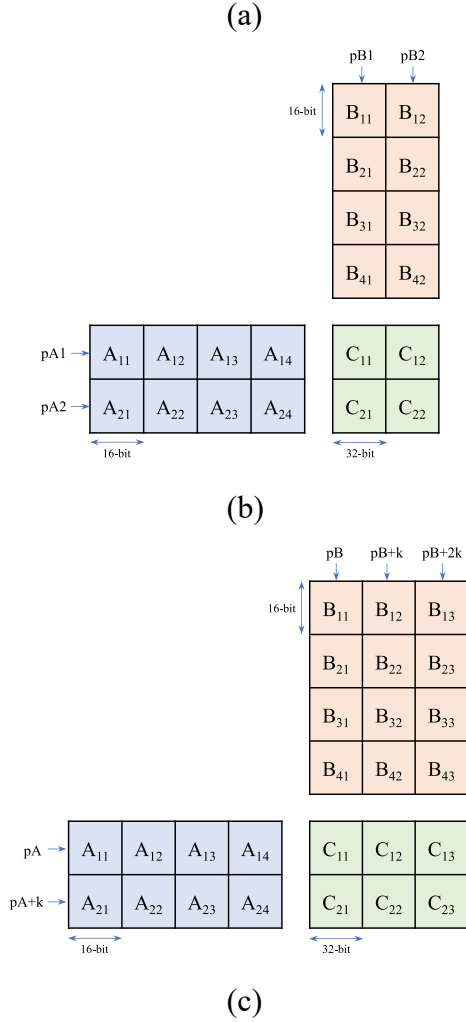 (a)
pB1 pB2
16-bit
B₁₁ B₁₂
B₂₁ B₂₂
B₃₁ B₃₂
B₄₁ B₄₂
pA1 A₁₁ A₁₂ A₁₃ A₁₄ C₁₁ C₁₂
pA2 A₂₁ A₂₂ A₂₃ A₂₄ C₂₁ C₂₂
16-bit 32-bit
(b)
pB pB+k pB+2k
16-bit
B₁₁ B₁₂ B₁₃
B₂₁ B₂₂ B₂₃
B₃₁ B₃₂ B₃₃
B₄₁ B₄₂ B₄₃
pA A₁₁ A₁₂ A₁₃ A₁₄ C₁₁ C₁₂ C₁₃
pA+k A₂₁ A₂₂ A₂₃ A₂₄ C₂₁ C₂₂ C₂₃
16-bit 32-bit
(c)